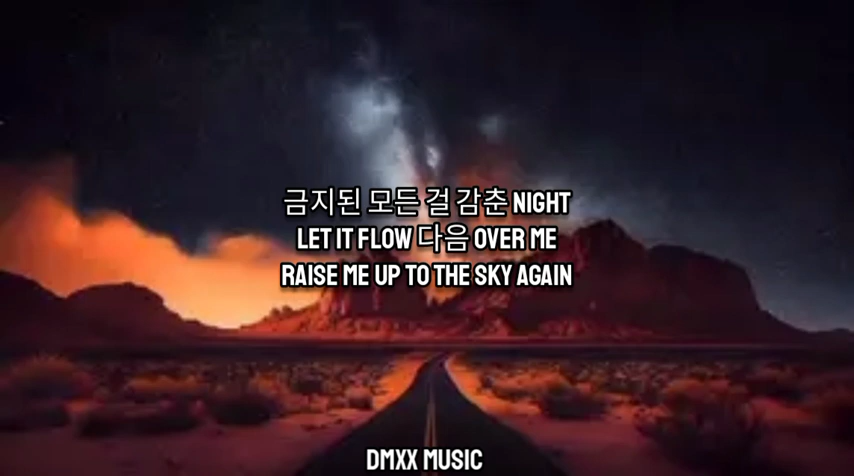 금지된 모든 걸 감춘 NIGHT
LET IT FLOW 다음 OVER ME
RAISE ME UP TO THE SKY AGAIN
DMXX MUSIC